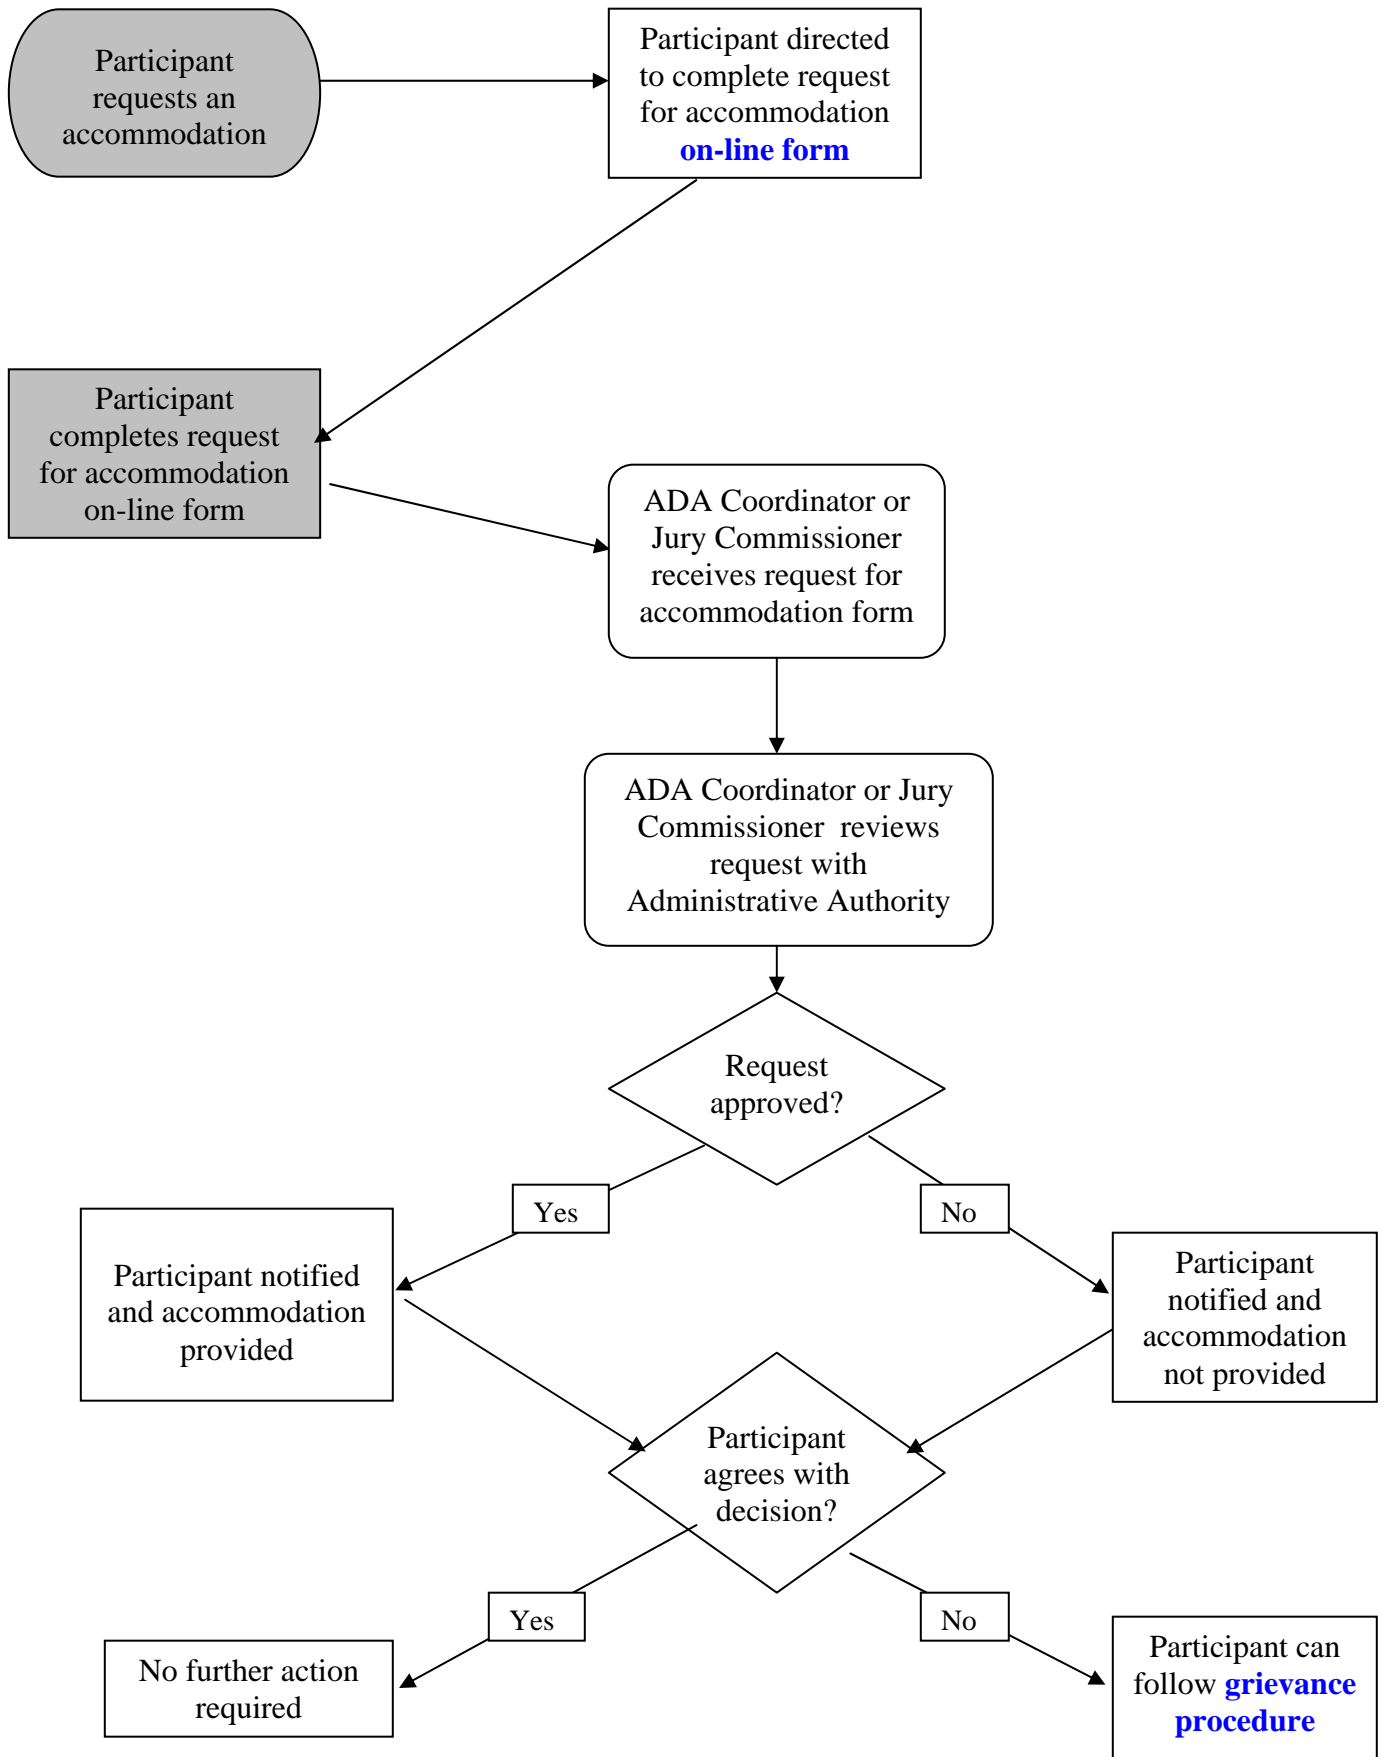 Participant
requests an
accommodation
Participant directed
to complete request
for accommodation
on-line form
Participant
completes request
for accommodation
on-line form
ADA Coordinator or
Jury Commissioner
receives request for
accommodation form
ADA Coordinator or Jury
Commissioner  reviews
request with
Administrative Authority
Request
approved?
Yes
No
Participant notified
and accommodation
provided
Participant
notified and
accommodation
not provided
Participant
agrees with
decision?
Yes
No
No further action
required
Participant can
follow grievance
procedure